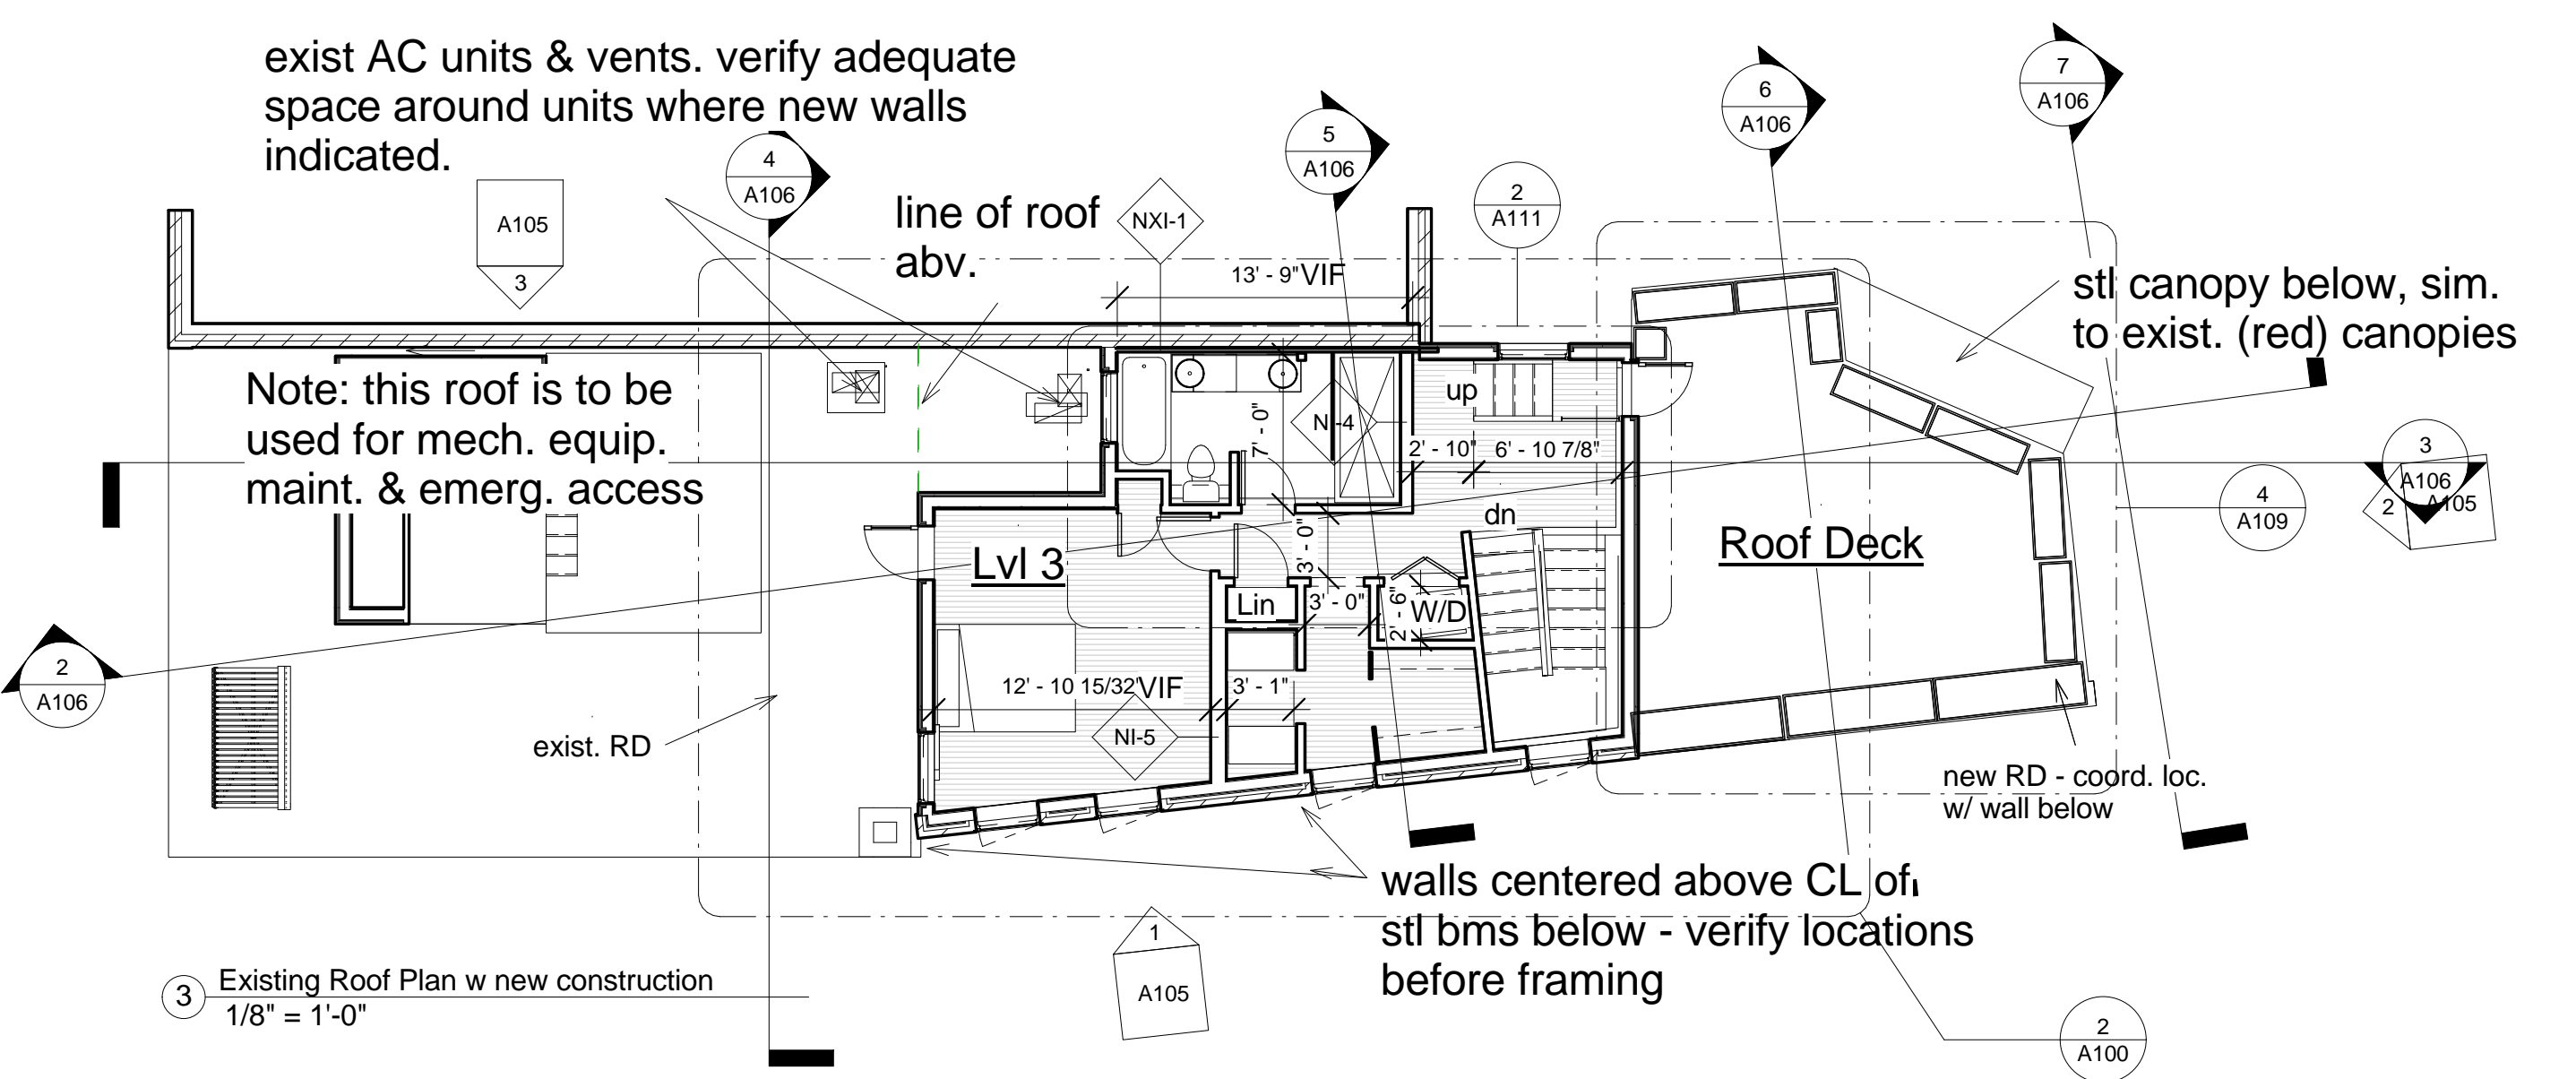 exist AC units & vents. verify adequate
space around units where new walls
indicated.
A105
3
4
A106
line of roof
abv.
NXI-1
13' - 9"VIF
5
A106
2
A111
6
A106
7
A106
stl canopy below, sim.
to exist. (red) canopies
Note: this roof is to be
used for mech. equip.
maint. & emerg. access
up
7' - 0"
2' - 10"
6' - 10 7/8"
dn
3
A106
2
A105
4
A109
Roof Deck
Lvl 3
3' - 0"
Lin
3' - 0"
2' - 6"
W/D
2
A106
12' - 10 15/32"VIF
3' - 1"
NI-5
exist. RD
new RD - coord. loc.
w/ wall below
walls centered above CL of
stl bms below - verify locations
before framing
1
A105
3
Existing Roof Plan w new construction
1/8" = 1'-0"
2
A100